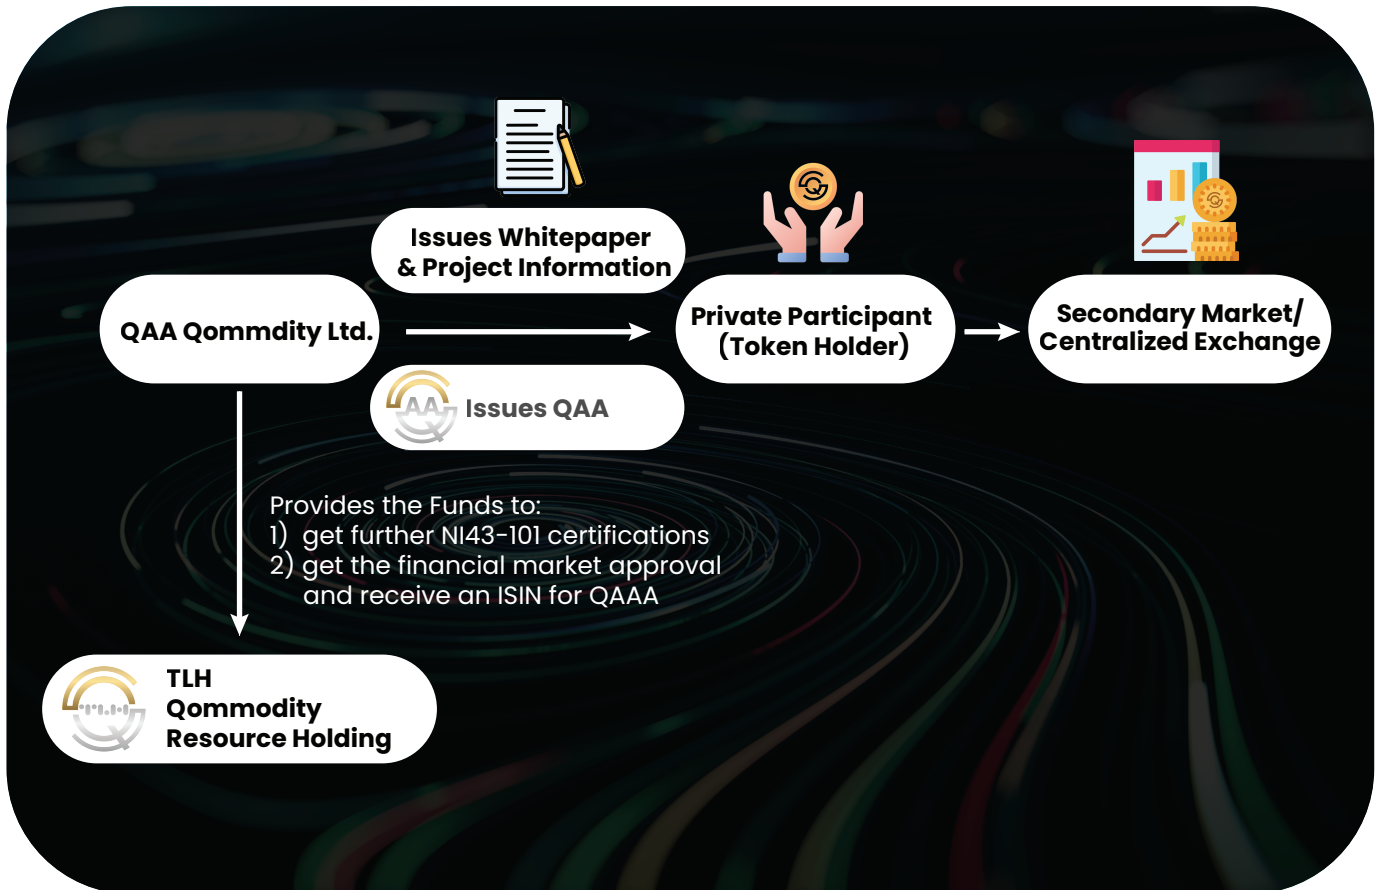 Issues Whitepaper
& Project Information
QAA Qommdity Ltd.
Private Participant
(Token Holder)
Secondary Market/
Centralized Exchange
AA
Issues QAA
Provides the Funds to:
1) get further NI43-101 certifications
2) get the financial market approval
and receive an ISIN for QAAA
TLH
Qommodity
Resource Holding